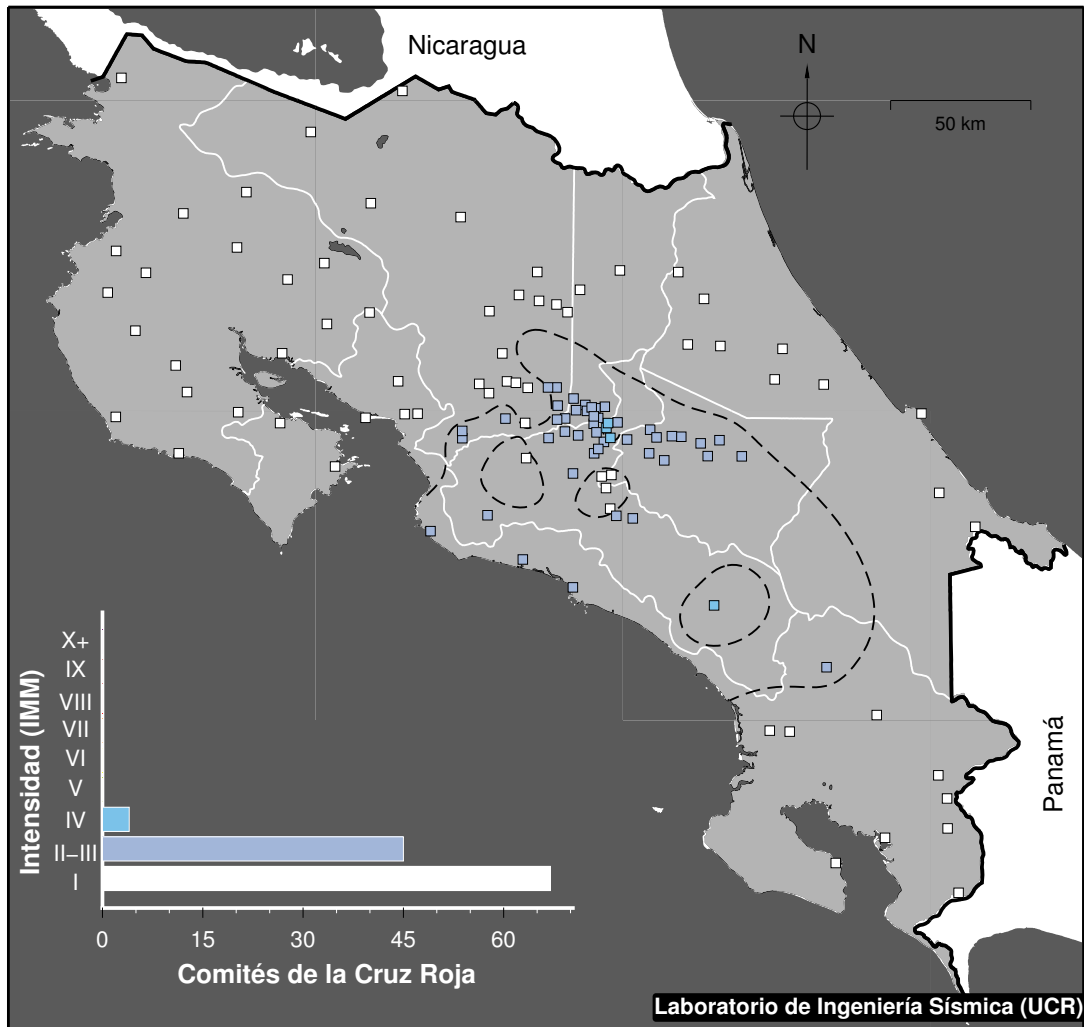 Nicaragua
N
50 km
Panamá
Intensidad (IMM)
X+
IX
VIII
VII
VI
V
IV
II–III
I
0 15 30 45 60
Comités de la Cruz Roja
Laboratorio de Ingeniería Sísmica (UCR)